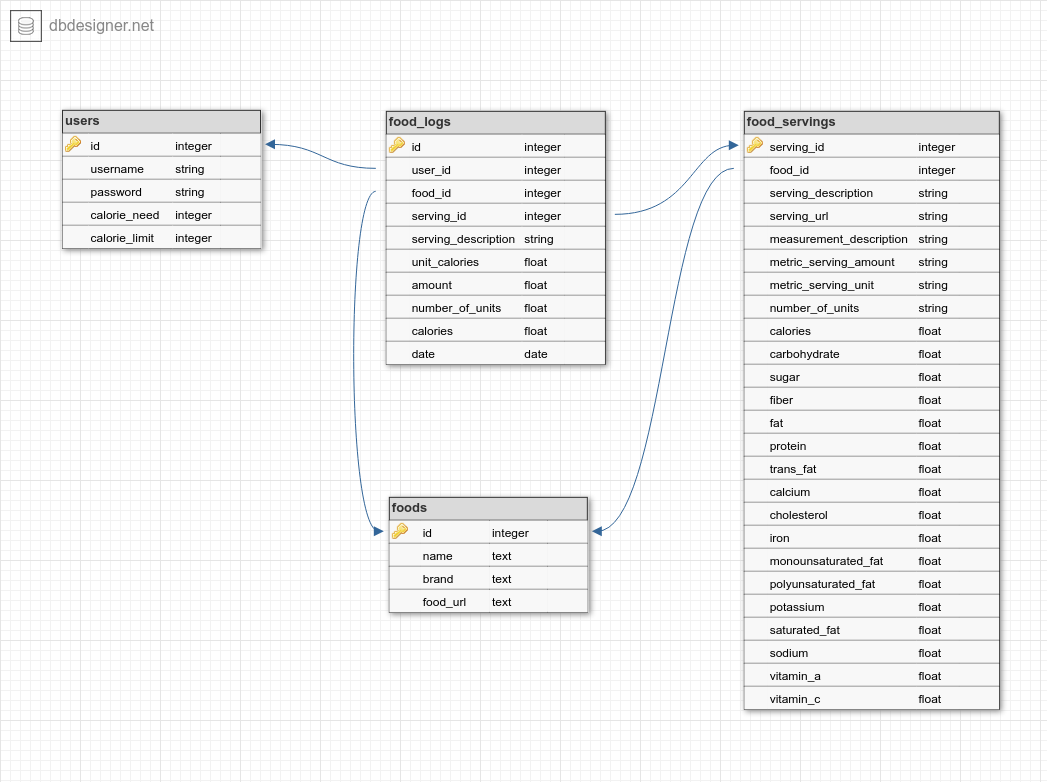 dbdesigner.net
users
id integer
username string
password string
calorie_need integer
calorie_limit integer
food_logs
id integer
user_id integer
food_id integer
serving_id integer
serving_description string
unit_calories float
amount float
number_of_units float
calories float
date date
food_servings
serving_id integer
food_id integer
serving_description string
serving_url string
measurement_description string
metric_serving_amount string
metric_serving_unit string
number_of_units string
calories float
carbohydrate float
sugar float
fiber float
fat float
protein float
trans_fat float
calcium float
cholesterol float
iron float
monounsaturated_fat float
polyunsaturated_fat float
potassium float
saturated_fat float
sodium float
vitamin_a float
vitamin_c float
foods
id integer
name text
brand text
food_url text